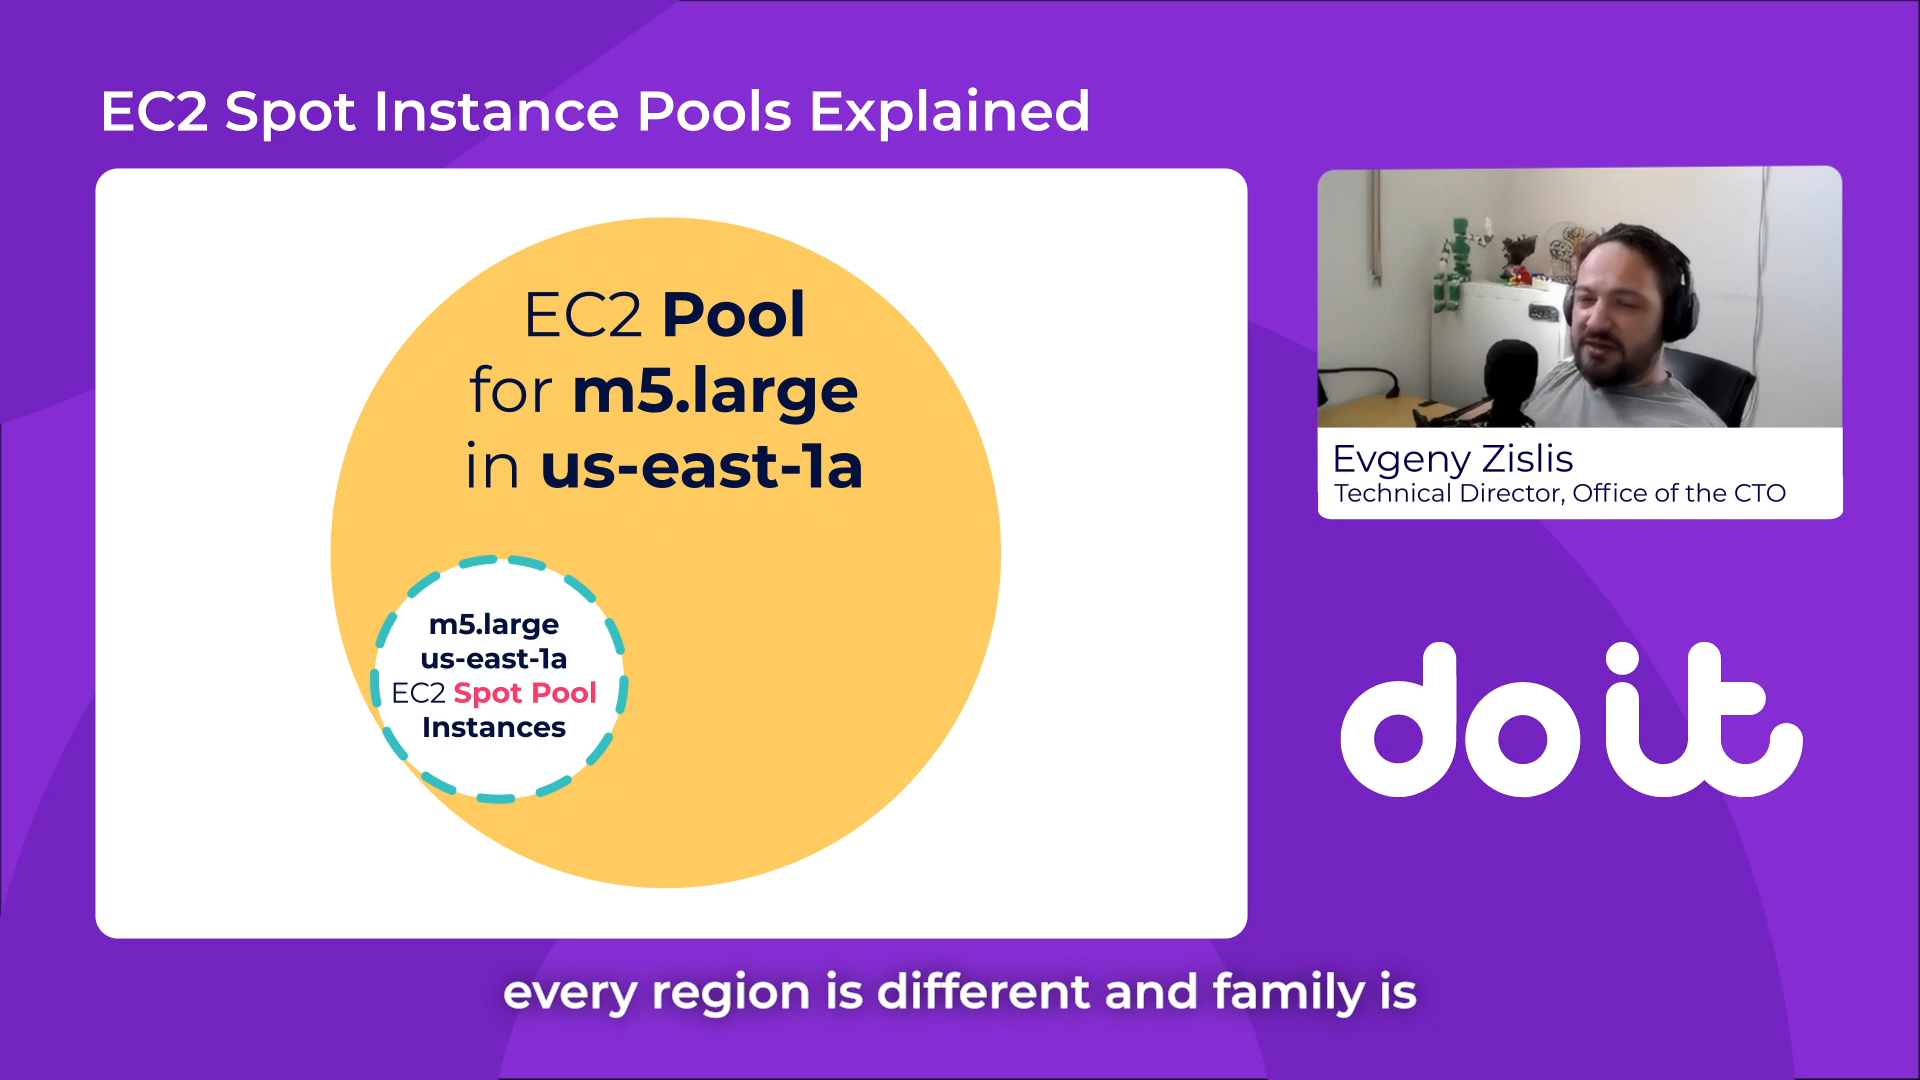 EC2 Spot Instance Pools Explained
EC2 Pool
for m5.large
in us-east-1a
m5.large
us-east-1a
EC2 Spot Pool
Instances
Evgeny Zislis
Technical Director, Office of the CTO
doit
every region is different and family is